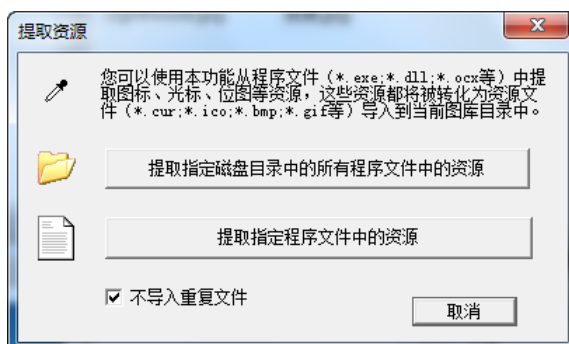 提取资源
您可以使用本功能从程序文件（*.exe;*.dll;*.ocx等）中提
取图标、光标、位图等资源，这些资源都将被转化为资源文
件（*.cur;*.ico;*.bmp;*.gif等）导入到当前图库目录中。
提取指定磁盘目录中的所有程序文件中的资源
提取指定程序文件中的资源
不导入重复文件
取消